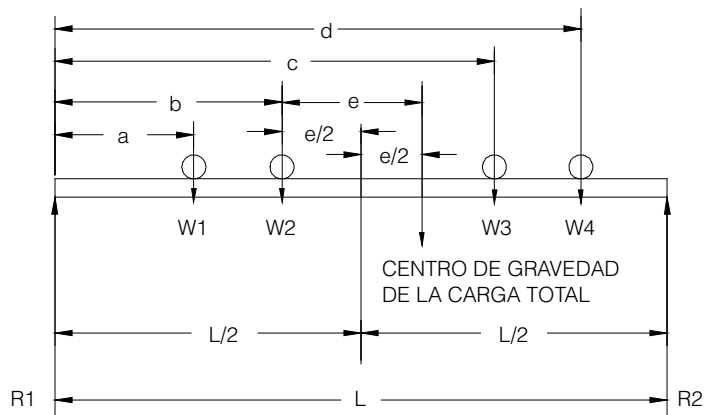 d
c
b
e
a
e/2
e/2
W1
W2
W3
W4
CENTRO DE GRAVEDAD
DE LA CARGA TOTAL
L/2
L/2
R1
L
R2